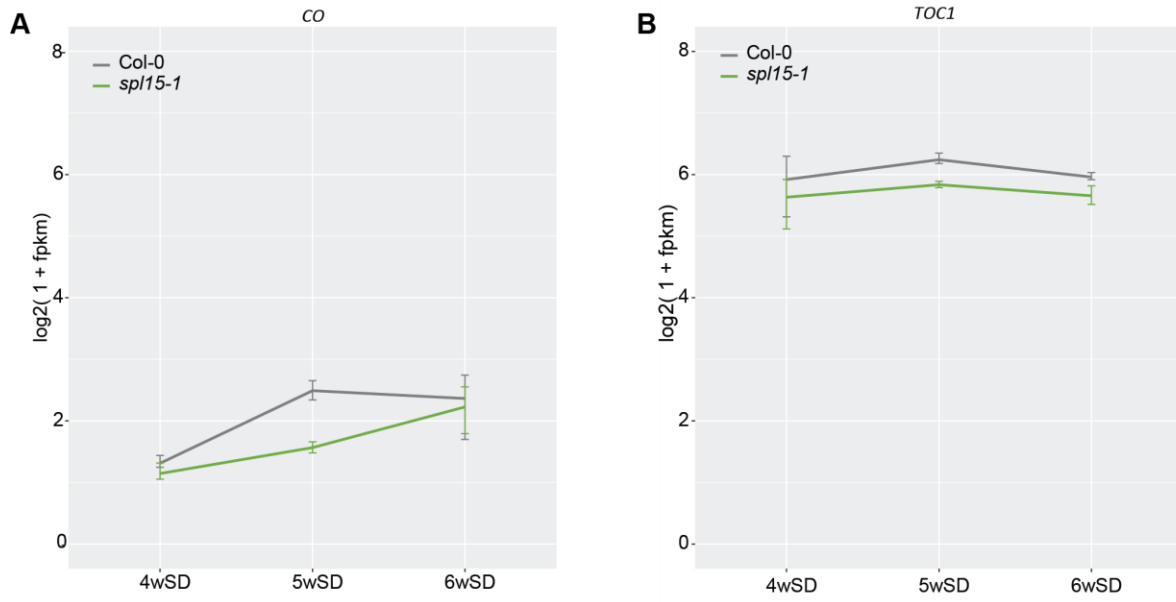 A
CO
Col-0
spl15-1
log2( 1 + fpkm)
8
6
4
2
0
4wSD
5wSD
6wSD
B
TOC1
Col-0
spl15-1
log2( 1 + fpkm)
8
6
4
2
0
4wSD
5wSD
6wSD